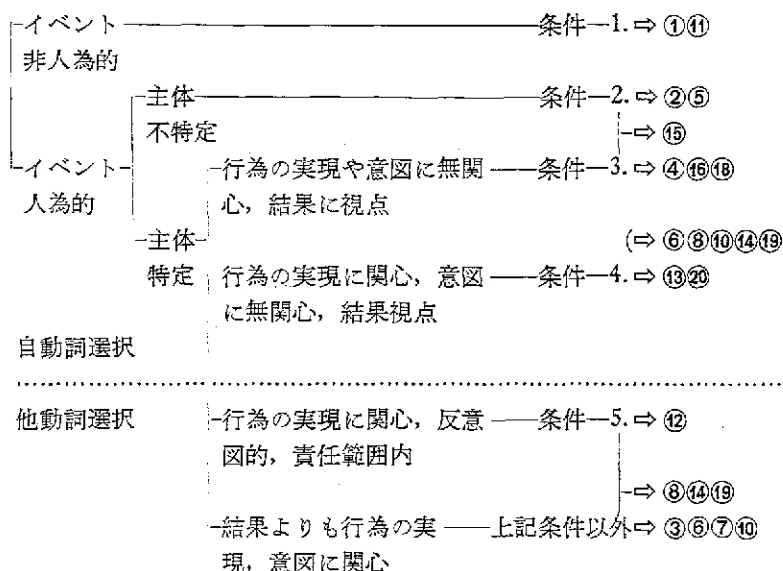 イベント 条件―1.⇨ ①⑪
非人為的
主体 条件―2.⇨ ②⑤
不特定 ⇨ ⑮
イベント 行為の実現や意図に無関 条件―3.⇨ ④⑯⑱
人為的 心，結果に視点
主体 (⇨ ⑥⑧⑩⑭⑲
特定 行為の実現に関心，意図 条件―4.⇨ ⑬⑳
に無関心，結果視点
自動詞選択
他動詞選択 行為の実現に関心，反意 条件―5.⇨ ⑫
図的，責任範囲内
⇨ ⑧⑭⑲
結果よりも行為の実 上記条件以外⇨ ③⑥⑦⑩
現，意図に関心